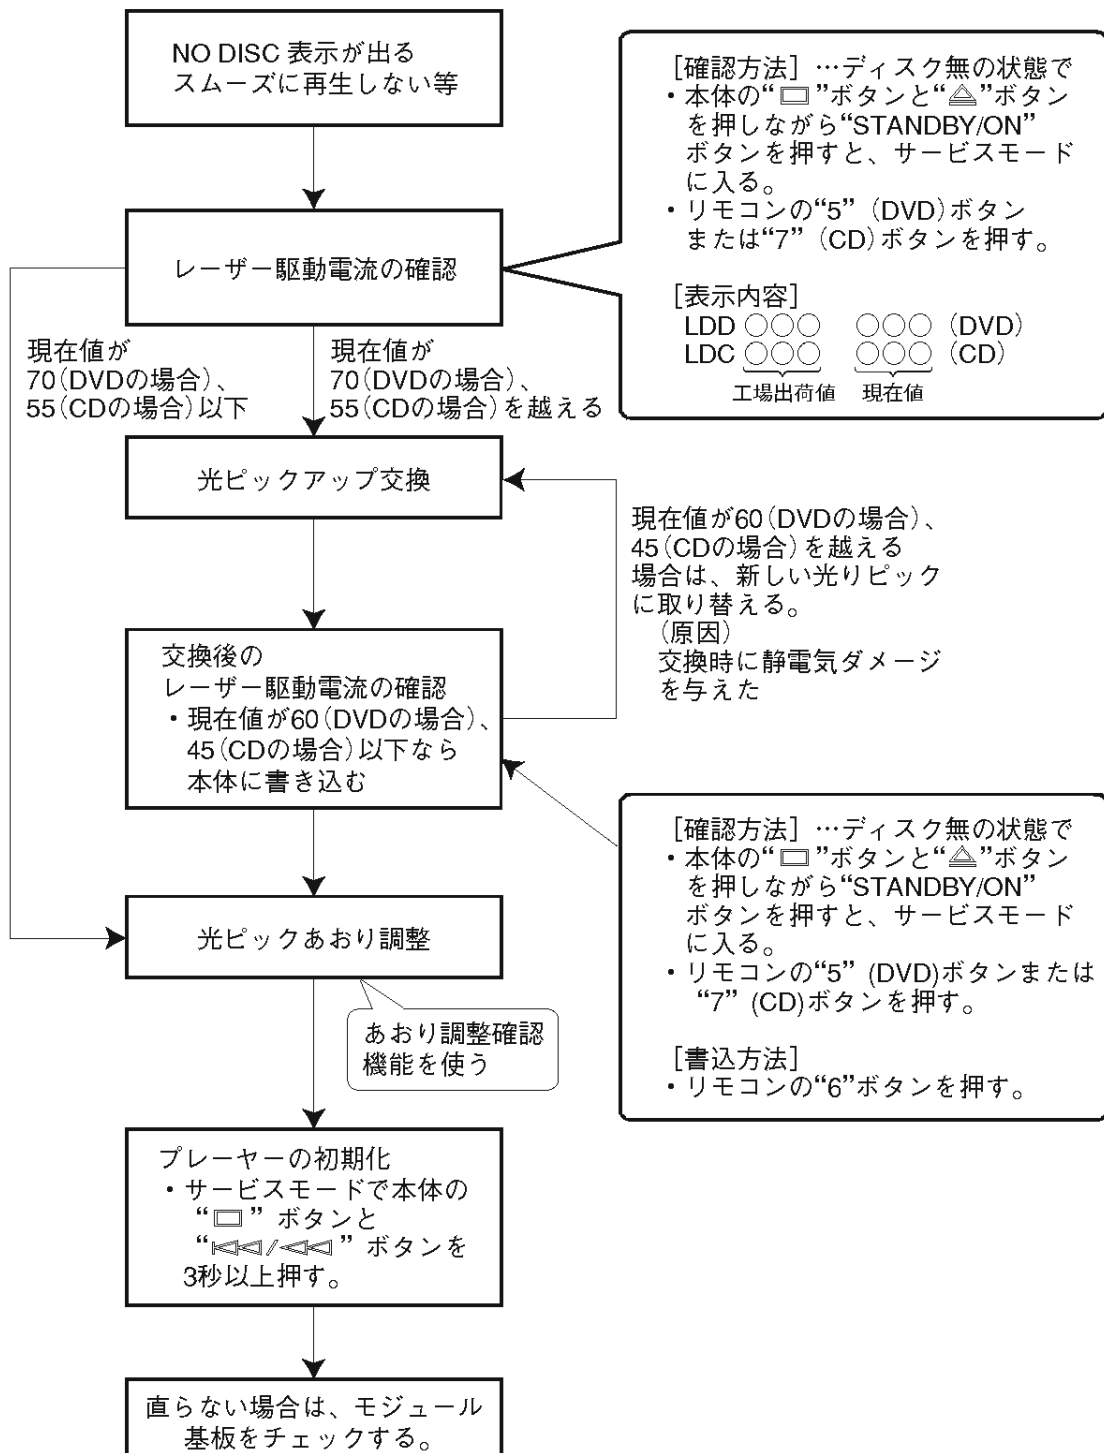 NO DISC 表示が出る
スムーズに再生しない等
[確認方法] …ディスク無の状態で
・本体の“□”ボタンと“≜”ボタン
を押しながら“STANDBY/ON”
ボタンを押すと、サービスモード
に入る。
・リモコンの“5” (DVD)ボタン
または“7” (CD)ボタンを押す。
[表示内容]
LDD ○○○ ○○○ (DVD)
LDC ○○○ ○○○ (CD)
工場出荷値 現在値
レーザー駆動電流の確認
現在値が
70(DVDの場合)、
55(CDの場合)以下
現在値が
70(DVDの場合)、
55(CDの場合)を越える
光ピックアップ交換
現在値が60(DVDの場合)、
45(CDの場合)を越える
場合は、新しい光りピック
に取り替える。
(原因)
交換時に静電気ダメージ
を与えた
交換後の
レーザー駆動電流の確認
・現在値が60(DVDの場合)、
45(CDの場合)以下なら
本体に書き込む
[確認方法] …ディスク無の状態で
・本体の“□”ボタンと“≜”ボタン
を押しながら“STANDBY/ON”
ボタンを押すと、サービスモード
に入る。
・リモコンの“5” (DVD)ボタンまたは
“7” (CD)ボタンを押す。
[書込方法]
・リモコンの“6”ボタンを押す。
光ピックあおり調整
あおり調整確認
機能を使う
プレーヤーの初期化
・サービスモードで本体の
“□” ボタンと
“|◁◁/◁◁” ボタンを
3秒以上押す。
直らない場合は、モジュール
基板をチェックする。